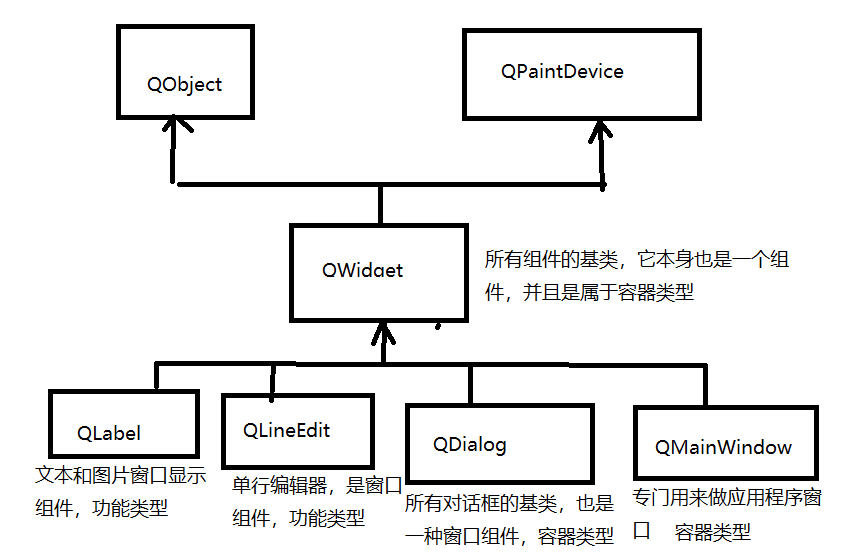 QObject
QPaintDevice
QWidget
所有组件的基类，它本身也是一个组
件，并且是属于容器类型
QLabel
QLineEdit
QDialog
QMainWindow
文本和图片窗口显示
组件，功能类型
单行编辑器，是窗口
组件，功能类型
所有对话框的基类，也是
一种窗口组件，容器类型
专门用来做应用程序窗
口 容器类型